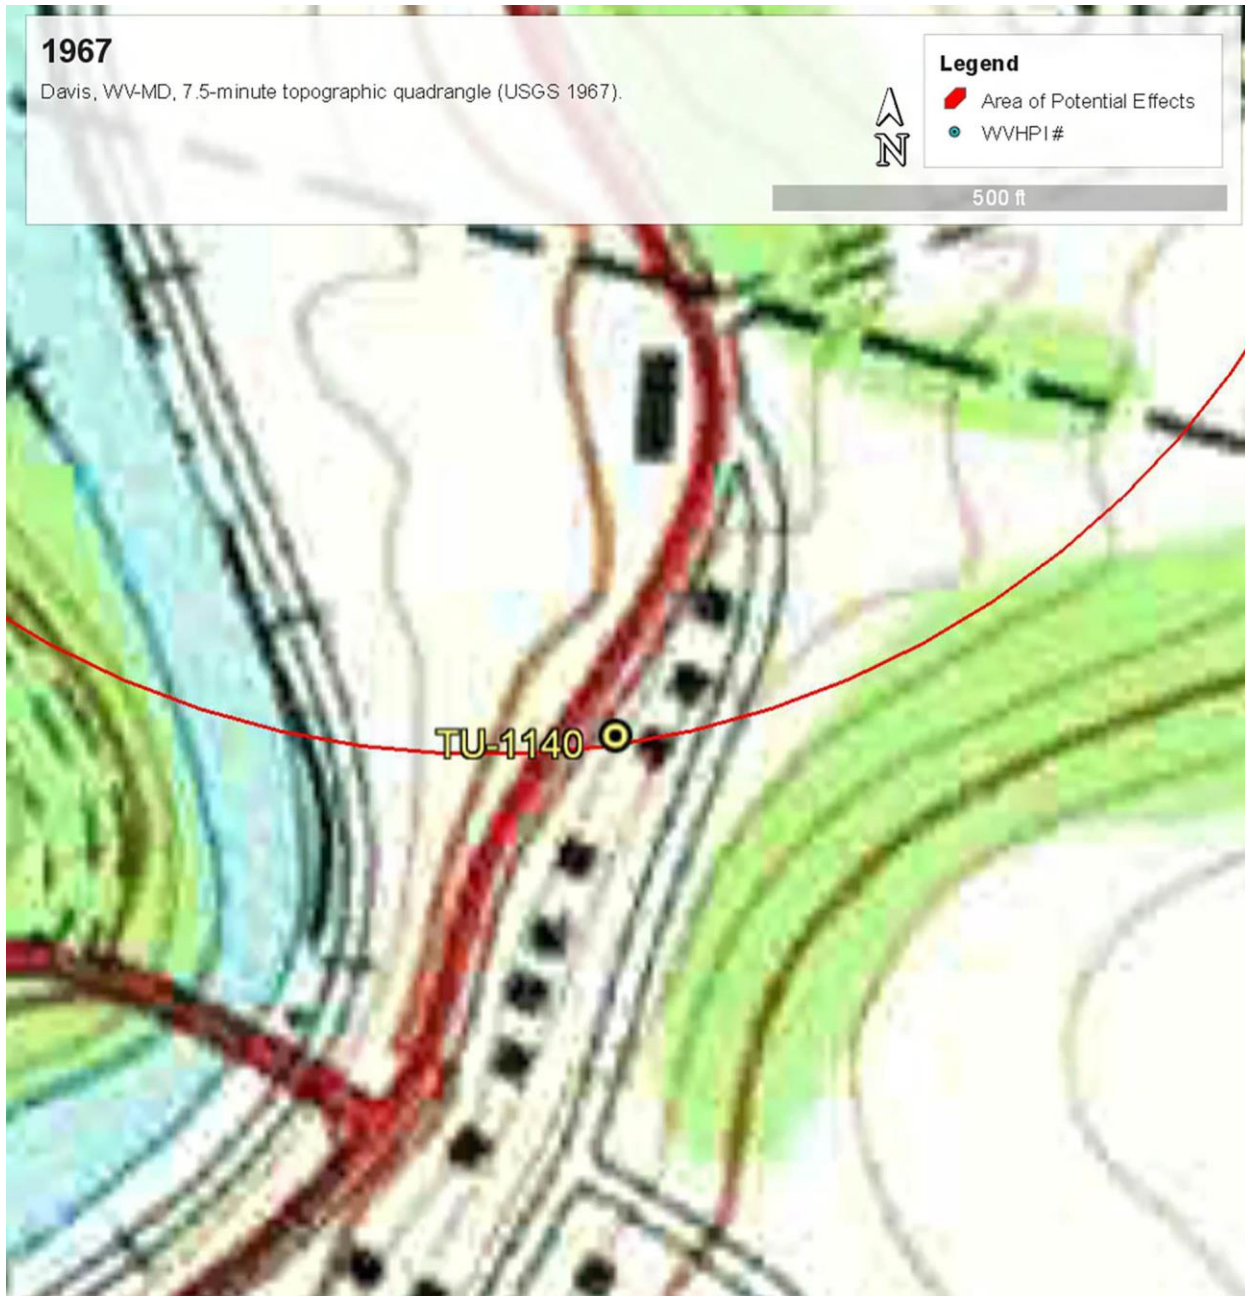 1967
Davis, WV-MD, 7.5-minute topographic quadrangle (USGS 1967).
Legend
Area of Potential Effects
WVHPI #
N
500 ft
TU-1140